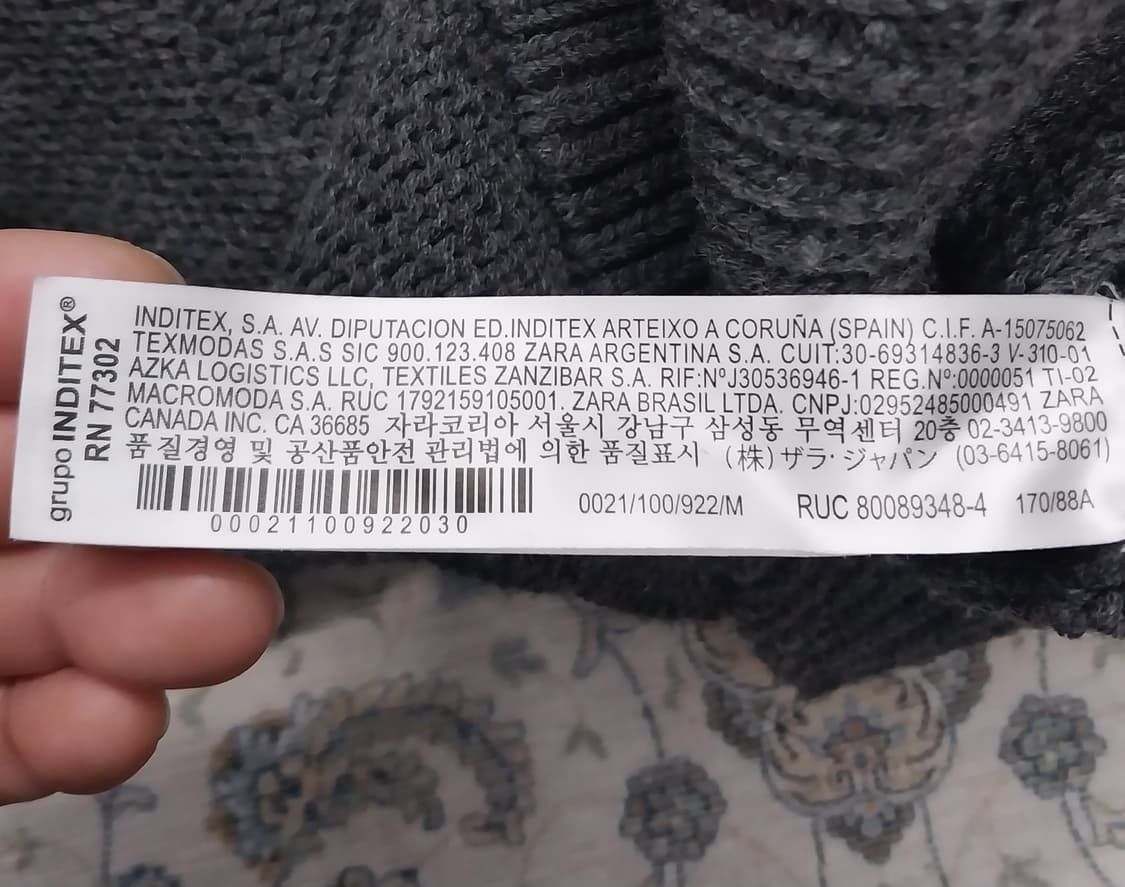 grupo INDITEX®
RN 77302
INDITEX, S.A. AV. DIPUTACION ED.INDITEX ARTEIXO A CORUÑA (SPAIN) C.I.F. A-15075062
TEXMODAS S.A.S SIC 900.123.408 ZARA ARGENTINA S.A. CUIT:30-69314836-3 V-310-01
AZKA LOGISTICS LLC, TEXTILES ZANZIBAR S.A. RIF:NºJ30536946-1 REG.Nº:0000051 TI-02
MACROMODA S.A. RUC 1792159105001. ZARA BRASIL LTDA. CNPJ:02952485000491 ZARA
CANADA INC. CA 36685 자라코리아 서울시 강남구 삼성동 무역센터 20층 02-3413-9800
품질경영 및 공산품안전 관리법에 의한 품질표시 (株)ザラ·ジャパン (03-6415-8061)
00021100922030
0021/100/922/M RUC 80089348-4 170/88A